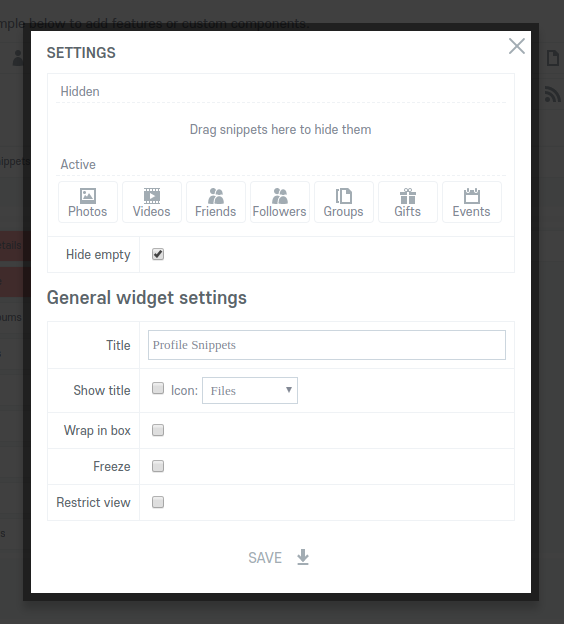 mple below to add features or custom components.
SETTINGS
Hidden
Drag snippets here to hide them
Active
Photos Videos Friends Followers Groups Gifts Events
Hide empty
General widget settings
Title Profile Snippets
Show title Icon: Files
Wrap in box
Freeze
Restrict view
SAVE